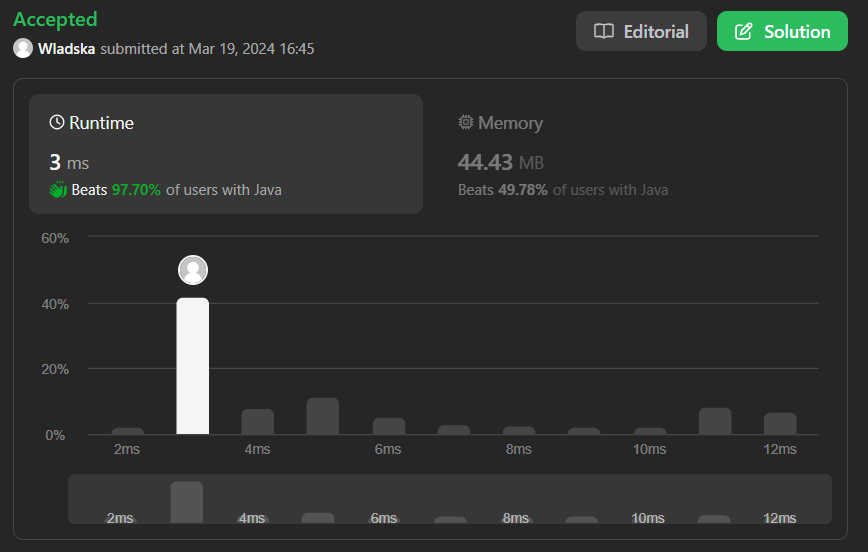 Accepted
Wladska submitted at Mar 19, 2024 16:45
Editorial
Solution
Runtime
3 ms
Beats 97.70% of users with Java
Memory
44.43 MB
Beats 49.78% of users with Java
60%
40%
20%
0%
2ms 4ms 6ms 8ms 10ms 12ms
2ms 4ms 6ms 8ms 10ms 12ms